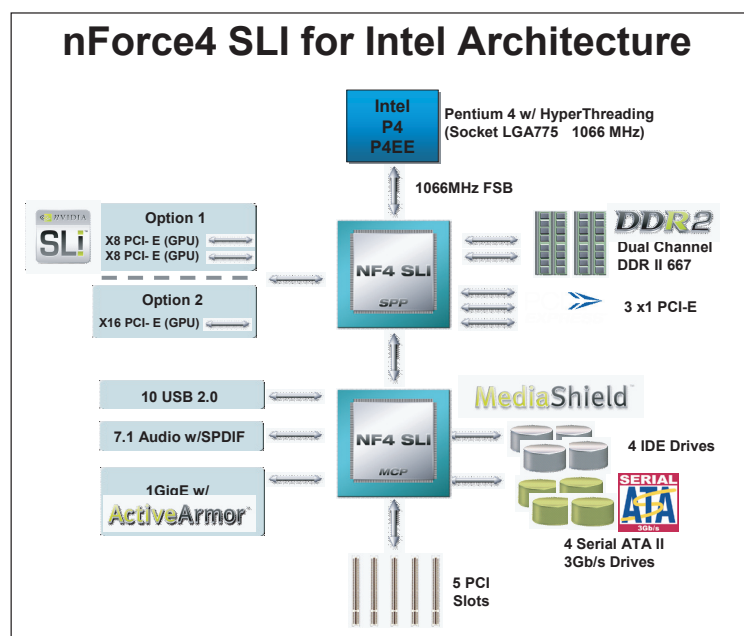 nForce4 SLI for Intel Architecture
Intel
P4
P4EE
Pentium 4 w/ HyperThreading
(Socket LGA775 1066 MHz)
1066MHz FSB
nVIDIA
SLI
Option 1
X8 PCI- E (GPU)
X8 PCI- E (GPU)
Option 2
X16 PCI- E (GPU)
NF4 SLI
SPP
DDR2
Dual Channel
DDR II 667
3 x1 PCI-E
10 USB 2.0
7.1 Audio w/SPDIF
1GigE w/
ActiveArmor™
NF4 SLI
MCP
MediaShield™
4 IDE Drives
SERIAL
ATA
3Gb/s
4 Serial ATA II
3Gb/s Drives
5 PCI
Slots